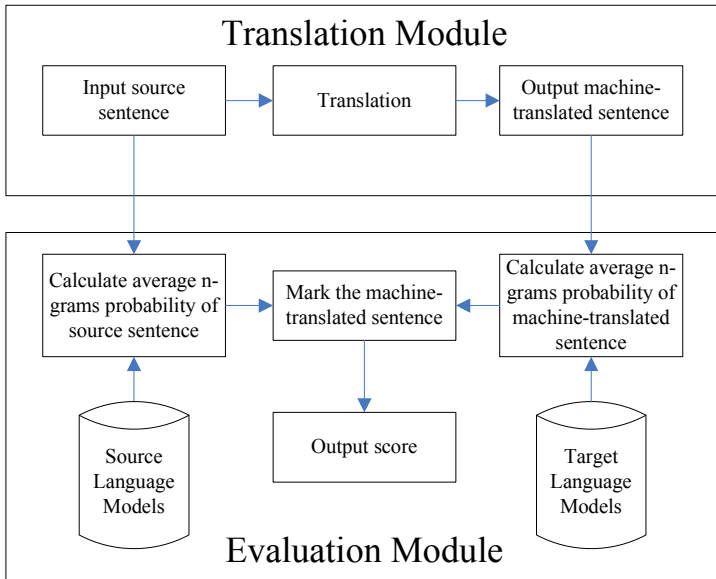 Translation Module
Input source
sentence
Translation
Output machine-
translated sentence
Calculate average n-
grams probability of
source sentence
Mark the machine-
translated sentence
Calculate average n-
grams probability of
machine-translated
sentence
Source
Language
Models
Output score
Target
Language
Models
Evaluation Module